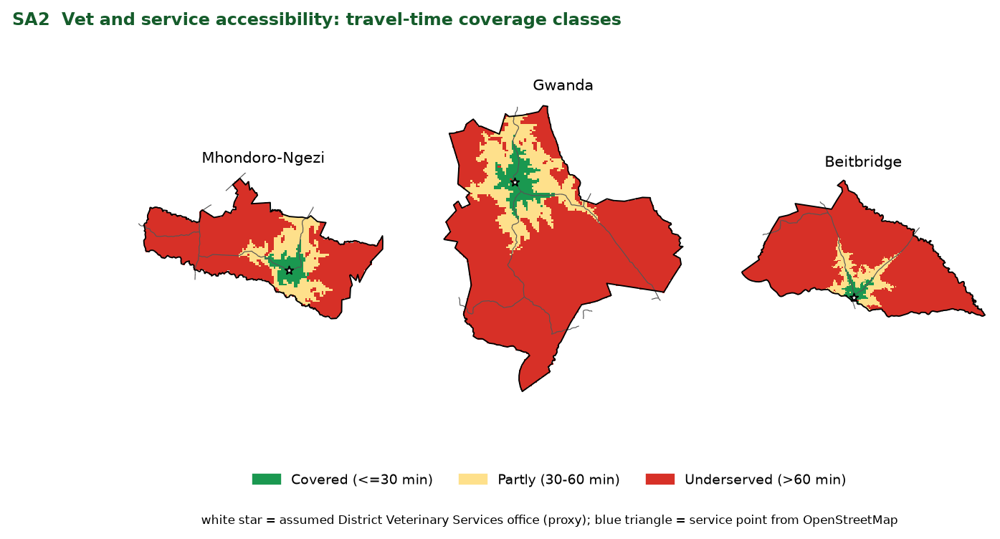 SA2  Vet and service accessibility: travel-time coverage classes
Gwanda
Mhondoro-Ngezi
Beitbridge
Covered (<=30 min)
Partly (30-60 min)
Underserved (>60 min)
white star = assumed District Veterinary Services office (proxy); blue triangle = service point from OpenStreetMap